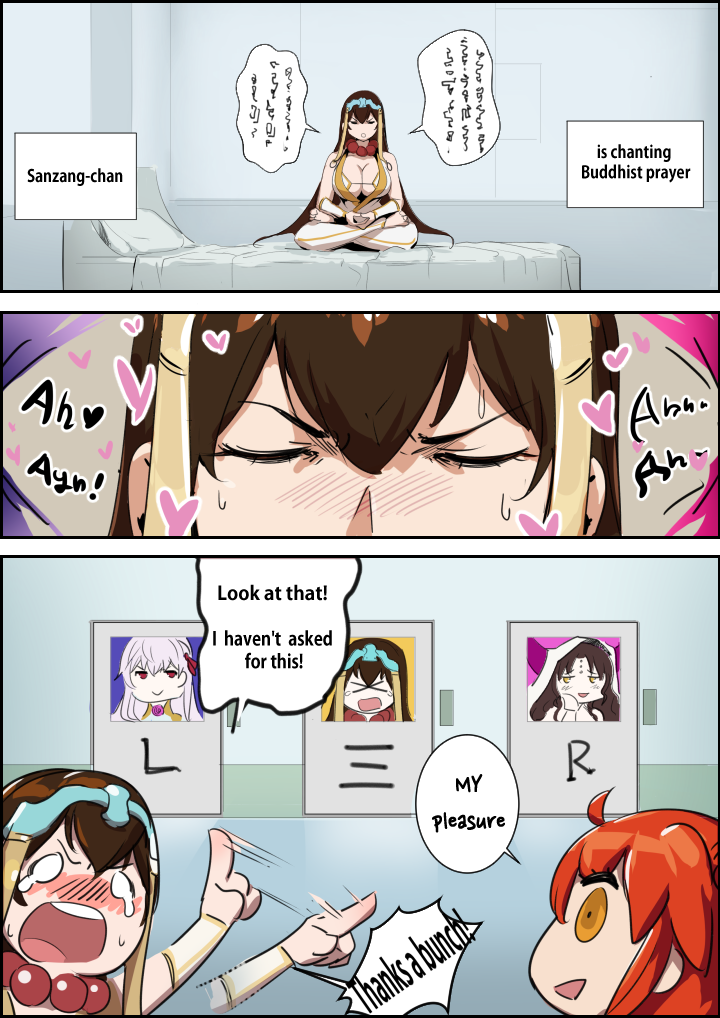 Sanzang-chan
is chanting
Buddhist prayer
Ah♥
Ayn!
Ahh..
Ah~
Look at that!
I haven't asked
for this!
L
三
R
MY
pleasure
Thanks a bunch!